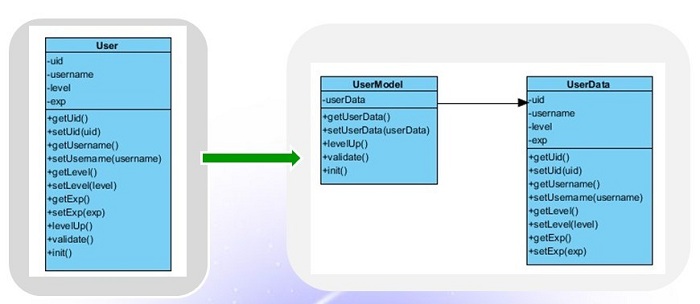 User
-uid
-username
-level
-exp
+getUid()
+setUid(uid)
+getUsername()
+setUsemame(username)
+getLevel()
+setLevel(level)
+getExp()
+setExp(exp)
+levelUp()
+validate()
+init()
UserModel
-userData
+getUserData()
+setUserData(userData)
+levelUp()
+validate()
+init()
UserData
-uid
-username
-level
-exp
+getUid()
+setUid(uid)
+getUsername()
+setUsemame(username)
+getLevel()
+setLevel(level)
+getExp()
+setExp(exp)